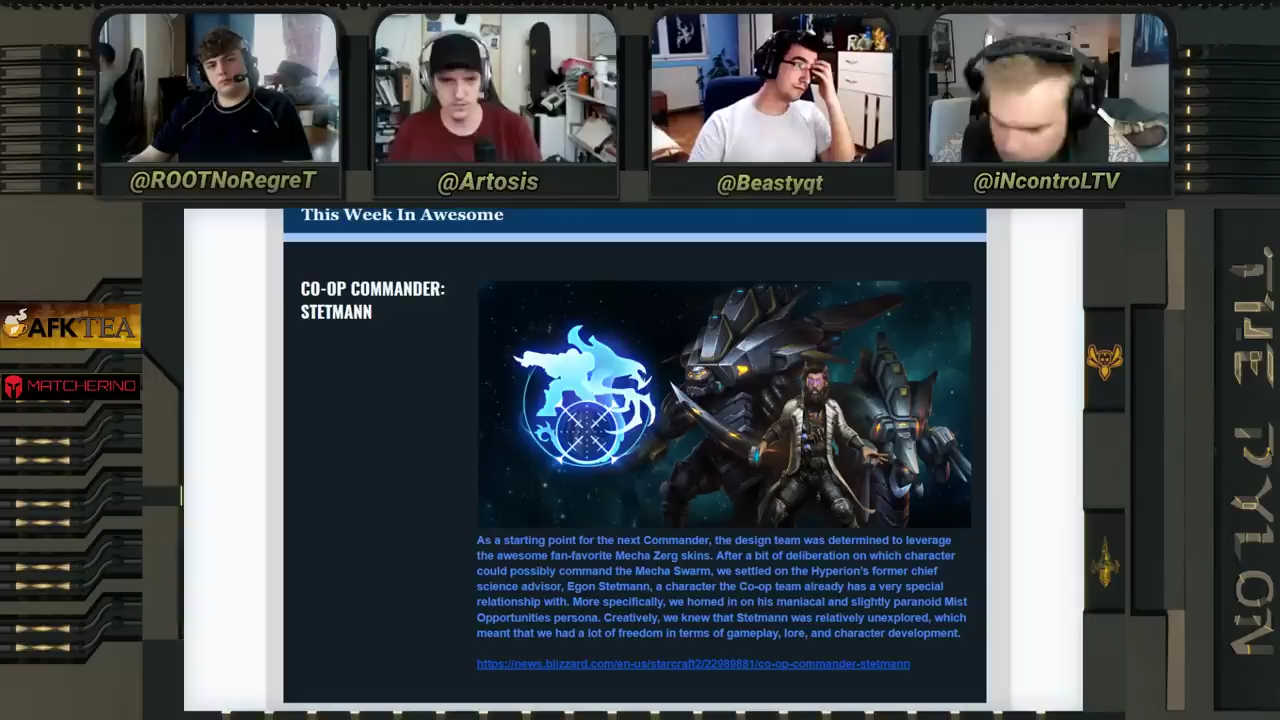 @ROOTNoRegreT
@Artosis
@Beastyqt
@iNcontroLTV
This Week In Awesome
CO-OP COMMANDER:
STETMANN
AFKTEA
MATCHERINO
THE PYLON
As a starting point for the next Commander, the design team was determined to leverage
the awesome fan-favorite Mecha Zerg skins. After a bit of deliberation on which character
could possibly command the Mecha Swarm, we settled on the Hyperion's former chief
science advisor, Egon Stetmann, a character the Co-op team already has a very special
relationship with. More specifically, we homed in on his maniacal and slightly paranoid Mist
Opportunities persona. Creatively, we knew that Stetmann was relatively unexplored, which
meant that we had a lot of freedom in terms of gameplay, lore, and character development.
https://news.blizzard.com/en-us/starcraft2/22989881/co-op-commander-stetmann